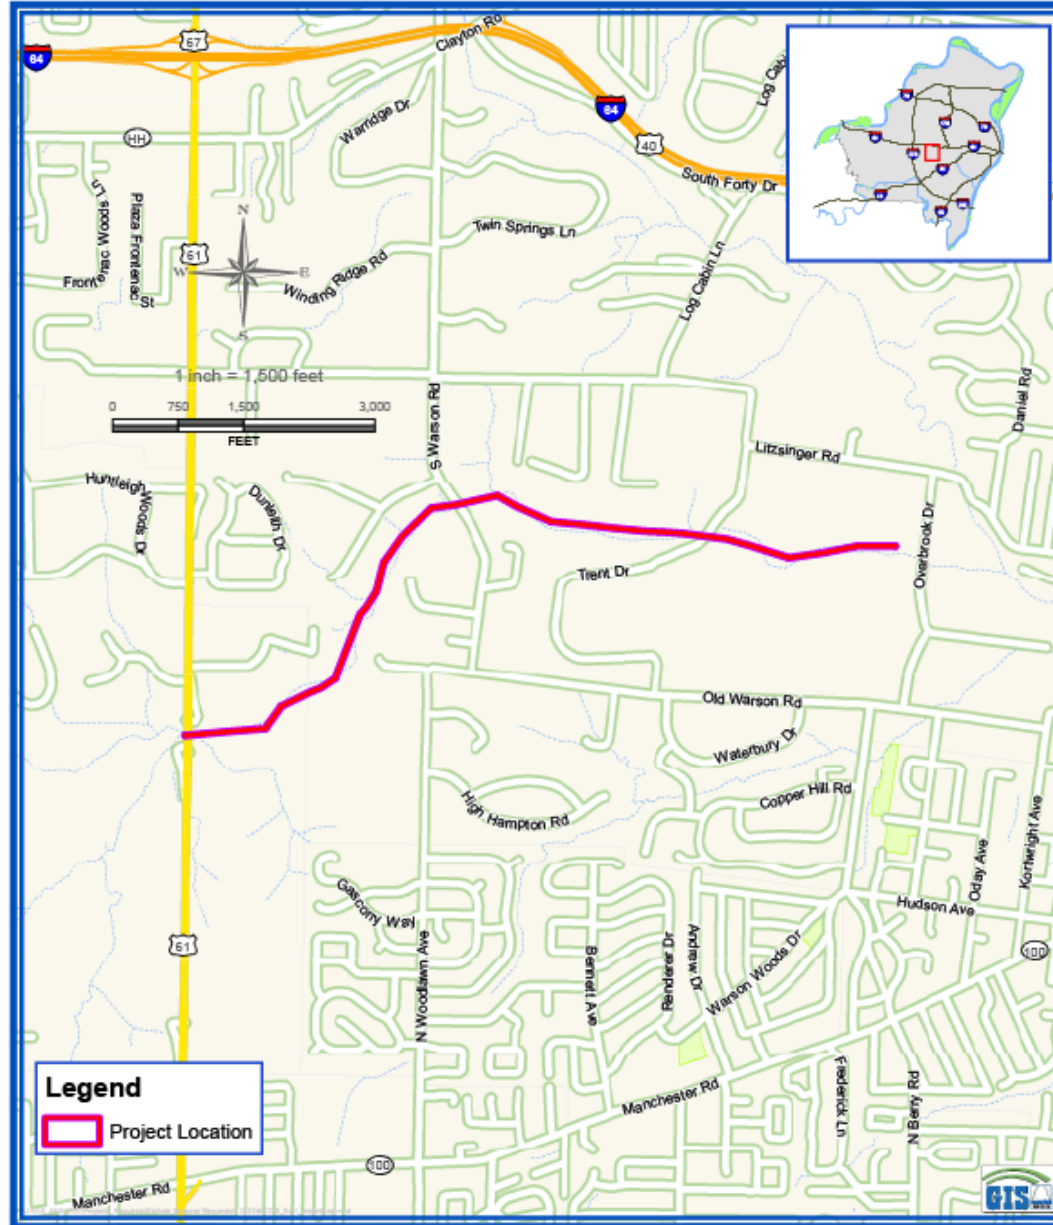 67
Clayton Rd
64
Log Cabin
Warridge Dr
64
HH
40
South Forty Dr
Frontenac Woods Ln
Plaza Frontenac St
N
Twin Springs Ln
61
W
E
Winding Ridge Rd
Log Cabin Ln
S
1 inch = 1,500 feet
0 750 1,500 3,000
FEET
S Warson Rd
Daniel Rd
Litzsinger Rd
Huntleigh Woods Dr
Dunleith Dr
Overbrook Dr
Trent Dr
Old Warson Rd
Waterbury Dr
Copper Hill Rd
High Hampton Rd
Kortwright Ave
Oday Ave
Gascony Way
Hudson Ave
61
N Woodlawn Ave
Bennett Ave
Renderer Dr
Andrew Dr
Warson Woods Dr
100
Legend
Project Location
Manchester Rd
Frederick Ln
N Berry Rd
100
Manchester Rd
GIS